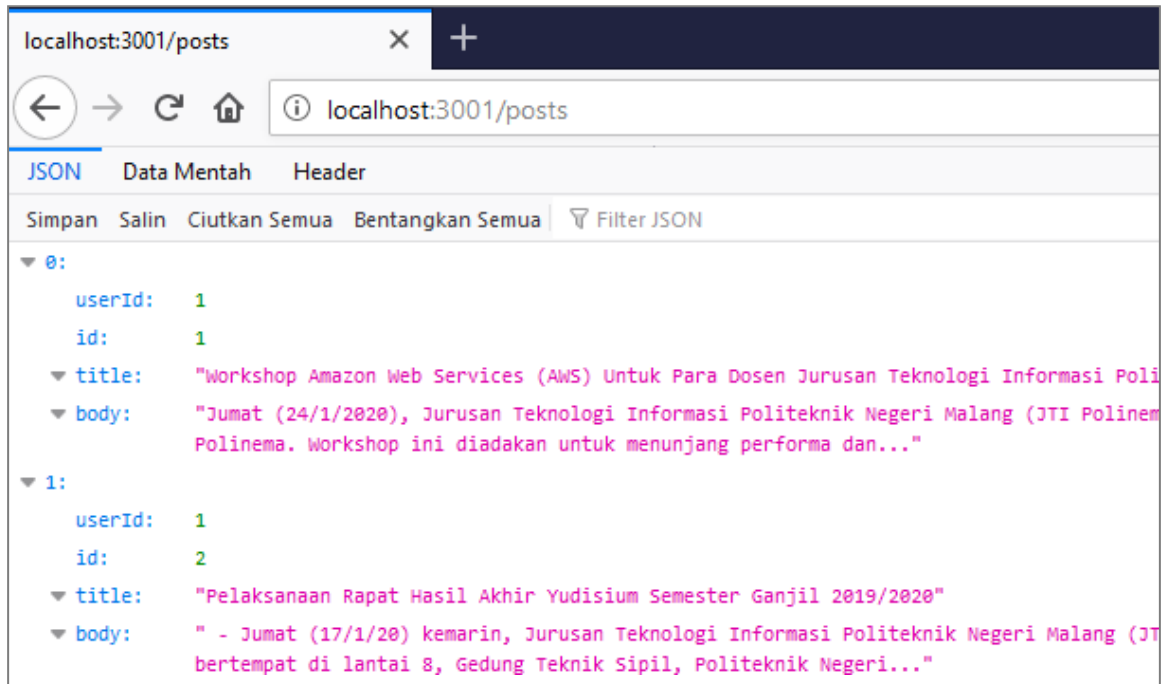 localhost:3001/posts
localhost:3001/posts
JSON Data Mentah Header
Simpan Salin Ciutkan Semua Bentangkan Semua Filter JSON
0:
userId: 1
id: 1
title: "Workshop Amazon Web Services (AWS) Untuk Para Dosen Jurusan Teknologi Informasi Poli
body: "Jumat (24/1/2020), Jurusan Teknologi Informasi Politeknik Negeri Malang (JTI Polinem
Polinema. Workshop ini diadakan untuk menunjang performa dan..."
1:
userId: 1
id: 2
title: "Pelaksanaan Rapat Hasil Akhir Yudisium Semester Ganjil 2019/2020"
body: " - Jumat (17/1/20) kemarin, Jurusan Teknologi Informasi Politeknik Negeri Malang (JT
bertempat di lantai 8, Gedung Teknik Sipil, Politeknik Negeri..."